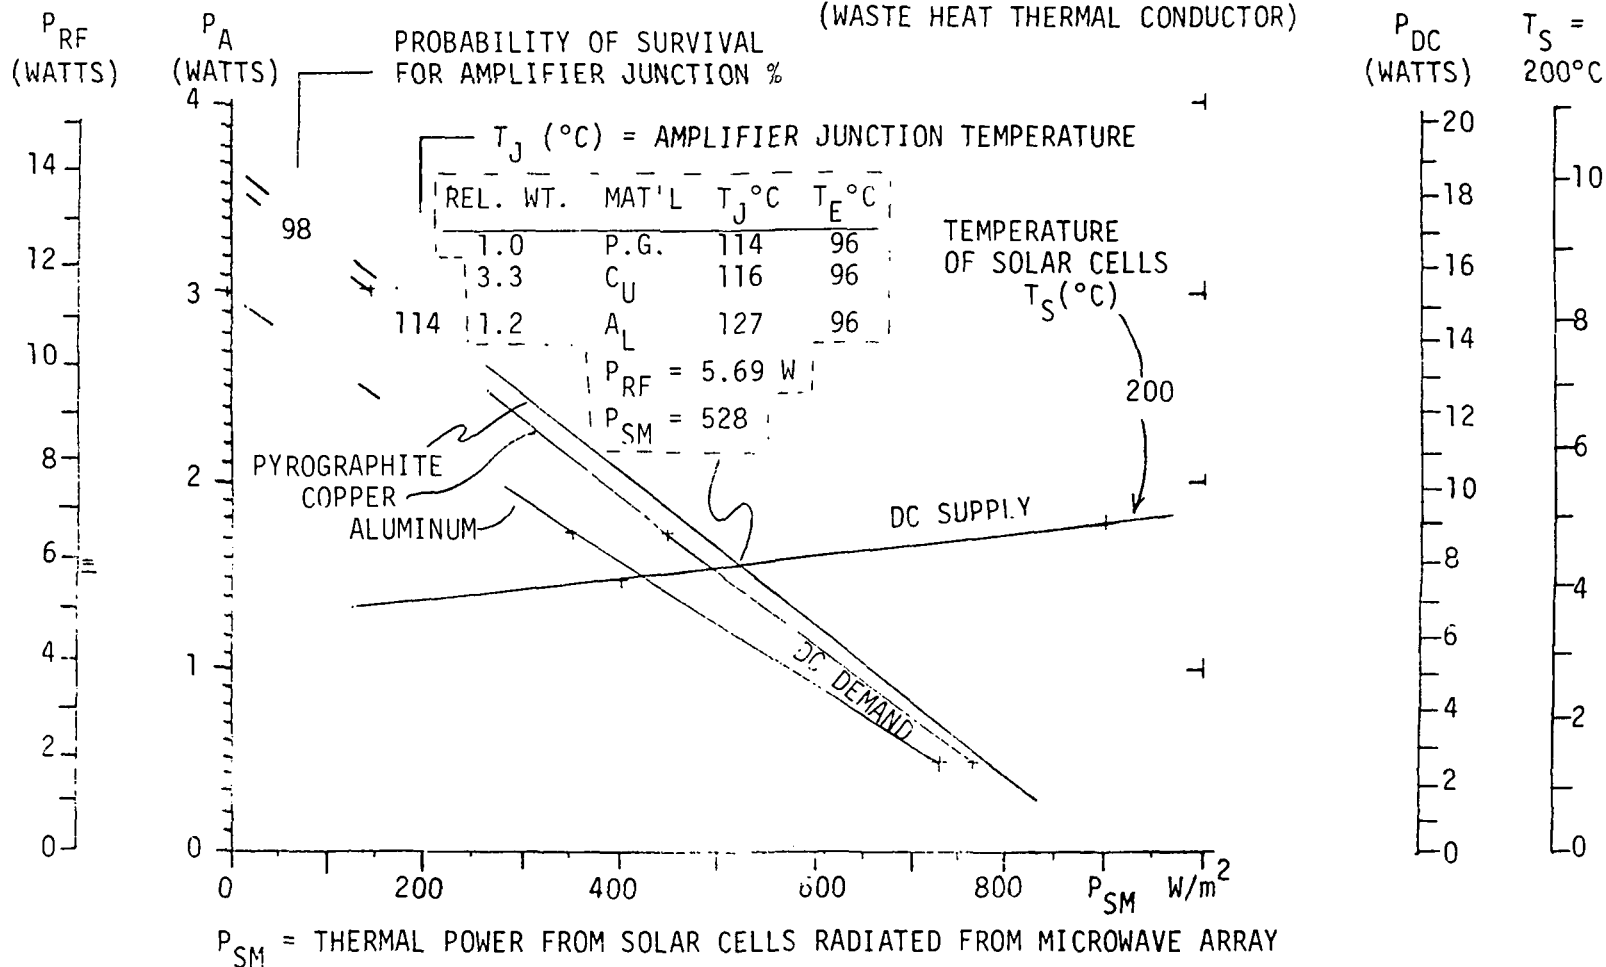 (WASTE HEAT THERMAL CONDUCTOR)
P_RF
(WATTS)
P_A
(WATTS)
PROBABILITY OF SURVIVAL
FOR AMPLIFIER JUNCTION %
P_DC
(WATTS)
T_S =
200°C
T_J (°C) = AMPLIFIER JUNCTION TEMPERATURE
REL. WT. MAT'L T_J°C T_E°C
1.0 P.G. 114 96
3.3 C_U 116 96
1.2 A_L 127 96
P_RF = 5.69 W
P_SM = 528
98
114
TEMPERATURE
OF SOLAR CELLS
T_S(°C)
200
PYROGRAPHITE
COPPER
ALUMINUM
DC SUPPLY
DC DEMAND
14
12
10
8
6
4
2
0
4
3
2
1
0
20
18
16
14
12
10
8
6
4
2
0
10
8
6
4
2
0
0 200 400 600 800 P_SM W/m²
P_SM = THERMAL POWER FROM SOLAR CELLS RADIATED FROM MICROWAVE ARRAY